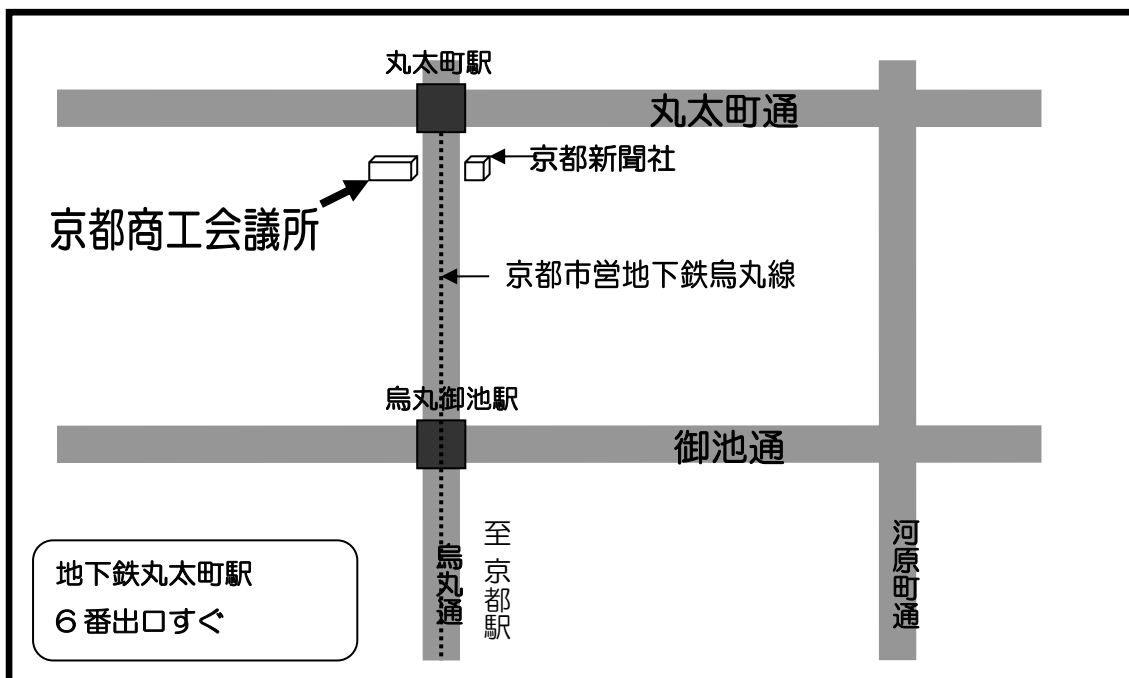 丸太町駅
丸太町通
京都新聞社
京都商工会議所
京都市営地下鉄烏丸線
烏丸御池駅
御池通
至 京都駅
烏丸通
河原町通
地下鉄丸太町駅
6番出口すぐ